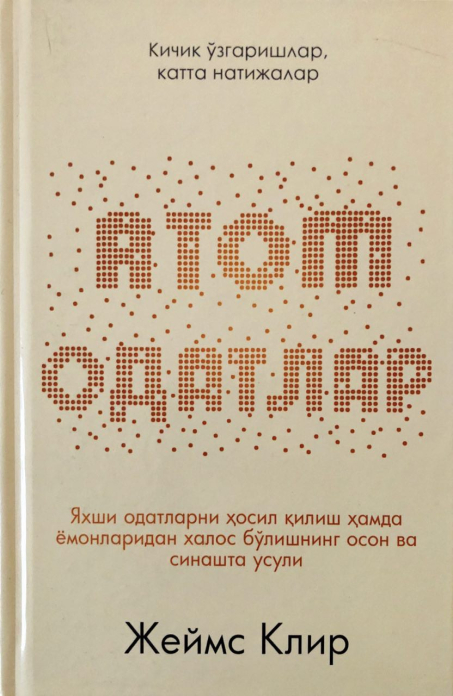 Кичик ўзгаришлар,
катта натижалар
АТОМ
ОДАТЛАР
Яхши одатларни ҳосил қилиш ҳамда
ёмонларидан халос бўлишнинг осон ва
синашта усули
Жеймс Клир